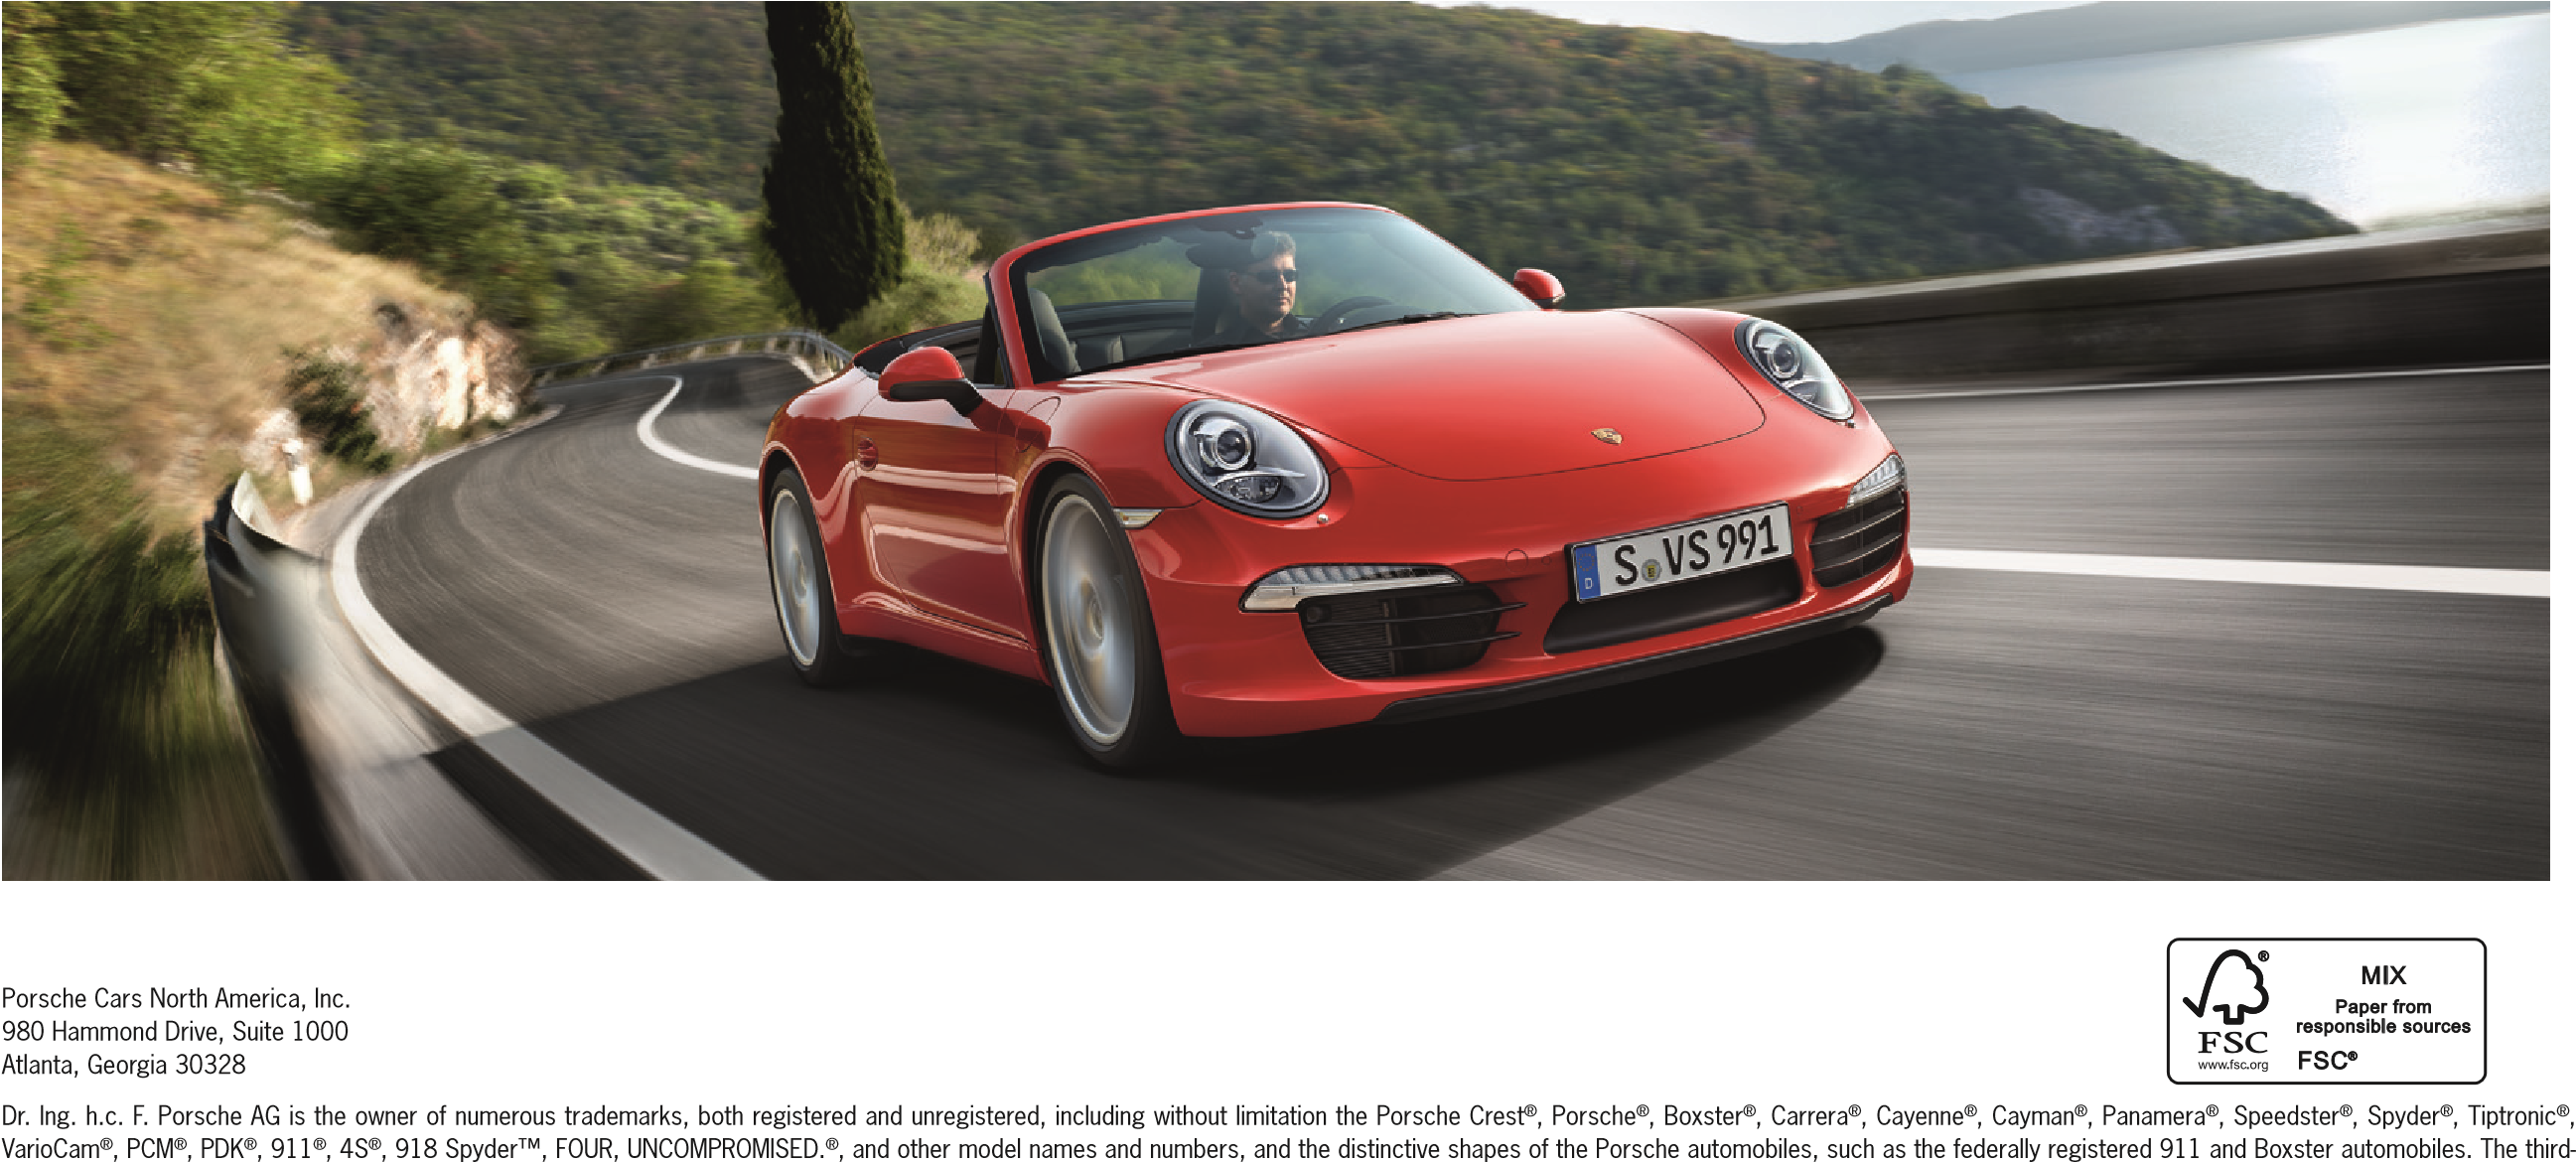 S VS 991
D
Porsche Cars North America, Inc.
980 Hammond Drive, Suite 1000
Atlanta, Georgia 30328
®
MIX
Paper from
responsible sources
FSC
www.fsc.org
FSC®
Dr. Ing. h.c. F. Porsche AG is the owner of numerous trademarks, both registered and unregistered, including without limitation the Porsche Crest®, Porsche®, Boxster®, Carrera®, Cayenne®, Cayman®, Panamera®, Speedster®, Spyder®, Tiptronic®,
VarioCam®, PCM®, PDK®, 911®, 4S®, 918 Spyder™, FOUR, UNCOMPROMISED.®, and other model names and numbers, and the distinctive shapes of the Porsche automobiles, such as the federally registered 911 and Boxster automobiles. The third-